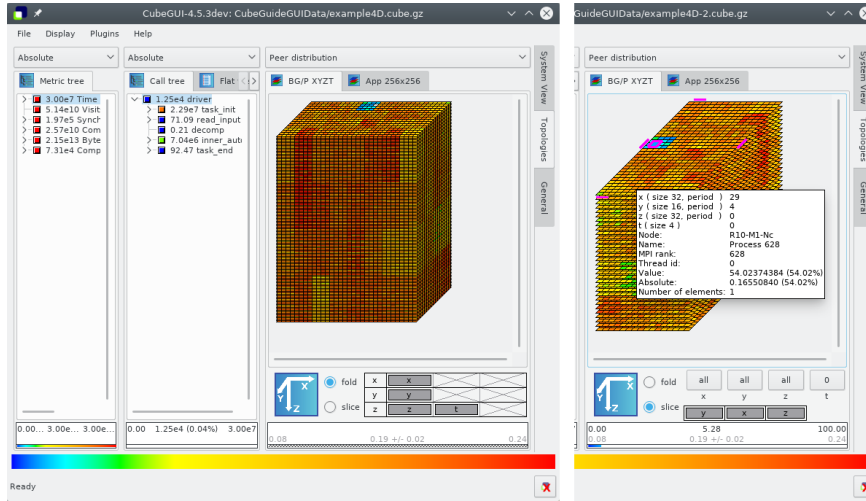 CubeGUI-4.5.3dev: CubeGuideGUIData/example4D.cube.gz
File Display Plugins Help
Absolute
Absolute
Peer distribution
Metric tree
Call tree
Flat
BG/P XYZT
App 256x256
System View
Topologies
General
3.00e7 Time
5.14e10 Visit
1.97e5 Synch
2.57e10 Com
2.15e13 Byte
7.31e4 Comp
1.25e4 driver
2.29e7 task_init
71.09 read_input
0.21 decomp
7.04e6 inner_aut
92.47 task_end
X
Y
Z
fold
slice
x x
y y
z z t
0.00... 3.00e... 3.00e...
0.00 1.25e4 (0.04%) 3.00e7
0.08 0.19 +/- 0.02 0.24
Ready
GuideGUIData/example4D-2.cube.gz
Peer distribution
BG/P XYZT
App 256x256
System View
Topologies
General
x ( size 32, period ) 29
y ( size 16, period ) 4
z ( size 32, period ) 0
t ( size 4 ) 0
Node: R10-M1-Nc
Name: Process 628
MPI rank: 628
Thread id: 0
Value: 54.02374384 (54.02%)
Absolute: 0.16550840 (54.02%)
Number of elements: 1
X
Y
Z
fold
slice
all all all 0
x y z t
y x z
0.00 5.28 100.00
0.08 0.19 +/- 0.02 0.24